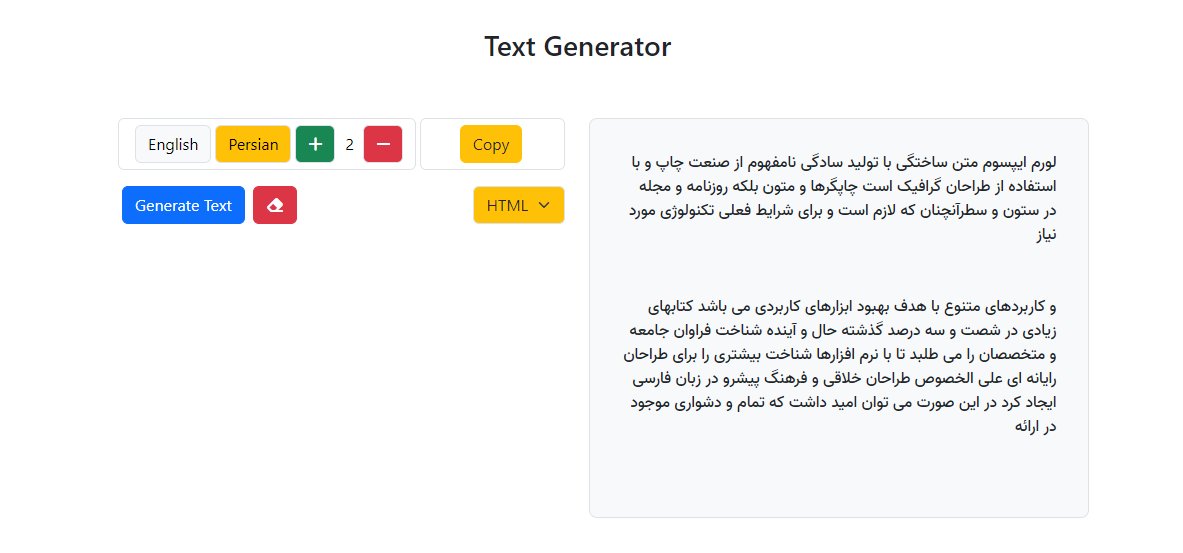 Text Generator
English Persian + 2 − Copy
Generate Text HTML
لورم ایپسوم متن ساختگی با تولید سادگی نامفهوم از صنعت چاپ و با
استفاده از طراحان گرافیک است چاپگرها و متون بلکه روزنامه و مجله
در ستون و سطرآنچنان که لازم است و برای شرایط فعلی تکنولوژی مورد
نیاز
و کاربردهای متنوع با هدف بهبود ابزارهای کاربردی می باشد کتابهای
زیادی در شصت و سه درصد گذشته حال و آینده شناخت فراوان جامعه
و متخصصان را می طلبد تا با نرم افزارها شناخت بیشتری را برای طراحان
رایانه ای علی الخصوص طراحان خلاقی و فرهنگ پیشرو در زبان فارسی
ایجاد کرد در این صورت می توان امید داشت که تمام و دشواری موجود
در ارائه